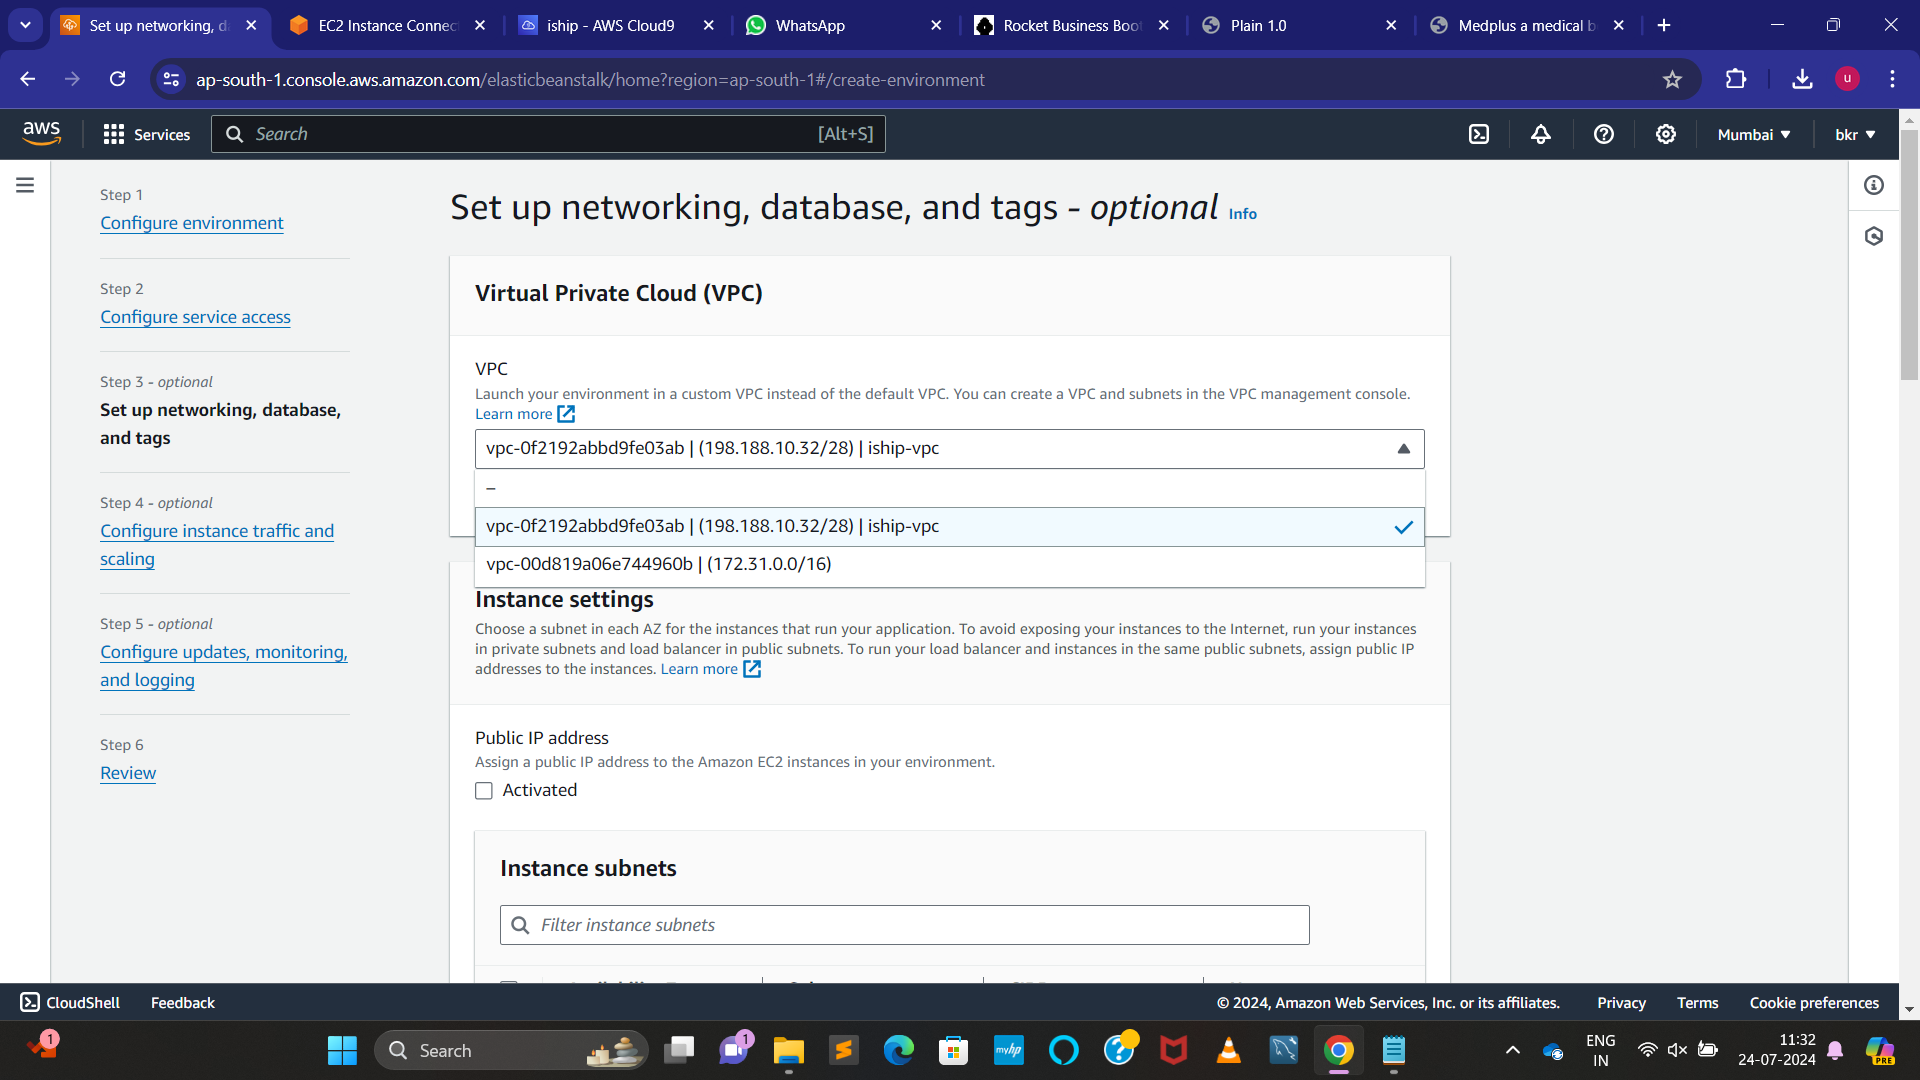 Set up networking, d
EC2 Instance Connec
iship - AWS Cloud9
WhatsApp
Rocket Business Boo
Plain 1.0
Medplus a medical b
ap-south-1.console.aws.amazon.com/elasticbeanstalk/home?region=ap-south-1#/create-environment
u
aws
Services
Search
[Alt+S]
Mumbai
bkr
Step 1
Configure environment
Step 2
Configure service access
Step 3 - optional
Set up networking, database,
and tags
Step 4 - optional
Configure instance traffic and
scaling
Step 5 - optional
Configure updates, monitoring,
and logging
Step 6
Review
Set up networking, database, and tags - optional Info
Virtual Private Cloud (VPC)
VPC
Launch your environment in a custom VPC instead of the default VPC. You can create a VPC and subnets in the VPC management console.
Learn more
vpc-0f2192abbd9fe03ab | (198.188.10.32/28) | iship-vpc
–
vpc-0f2192abbd9fe03ab | (198.188.10.32/28) | iship-vpc
vpc-00d819a06e744960b | (172.31.0.0/16)
Instance settings
Choose a subnet in each AZ for the instances that run your application. To avoid exposing your instances to the Internet, run your instances
in private subnets and load balancer in public subnets. To run your load balancer and instances in the same public subnets, assign public IP
addresses to the instances. Learn more
Public IP address
Assign a public IP address to the Amazon EC2 instances in your environment.
Activated
Instance subnets
Filter instance subnets
CloudShell
Feedback
© 2024, Amazon Web Services, Inc. or its affiliates.
Privacy
Terms
Cookie preferences
1
Search
1
myhp
ENG
IN
11:32
24-07-2024
PRE